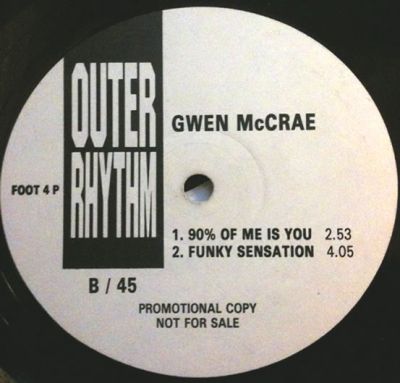 OUTER
RHYTHM
GWEN McCRAE
FOOT 4 P
1. 90% OF ME IS YOU 2.53
2. FUNKY SENSATION 4.05
B / 45
PROMOTIONAL COPY
NOT FOR SALE